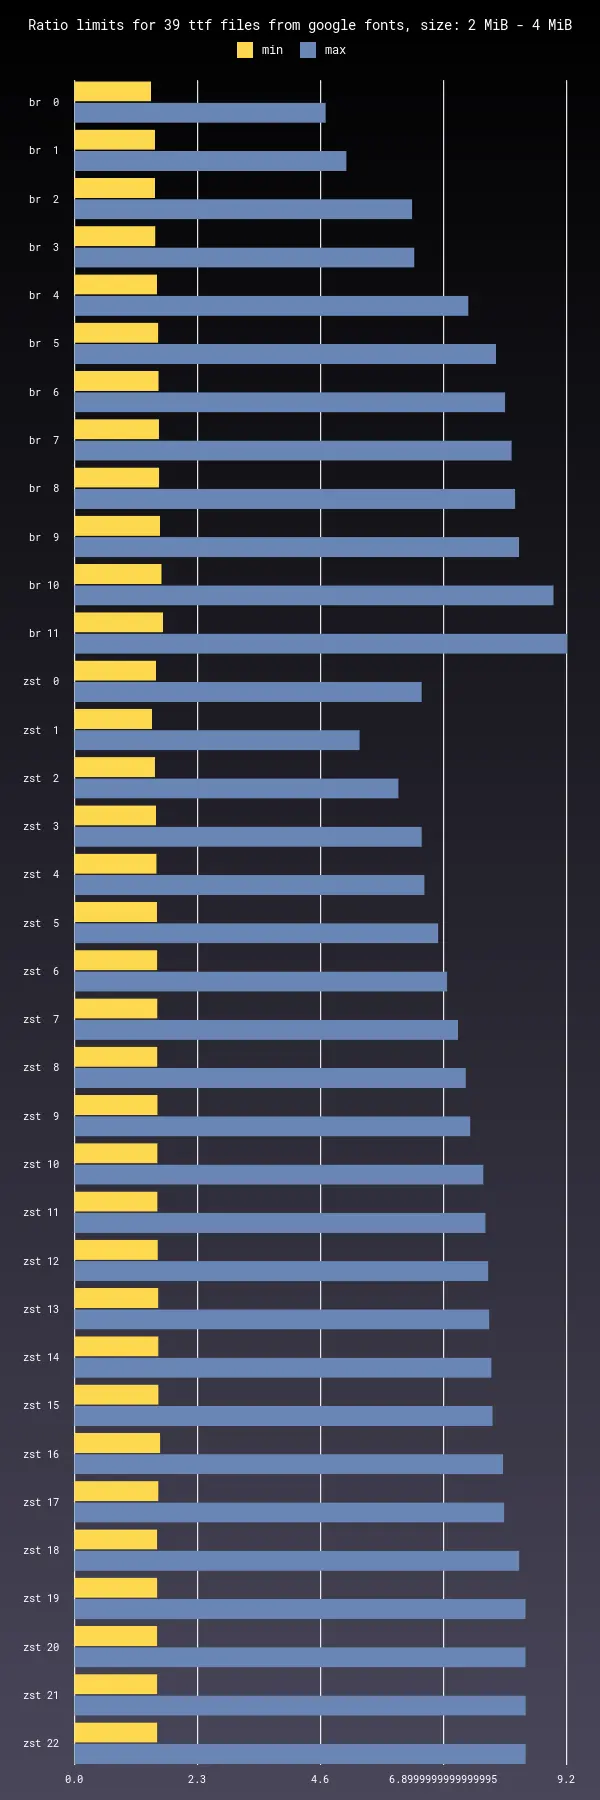 Ratio limits for 39 ttf files from google fonts, size: 2 MiB - 4 MiB
min max
br  0
br  1
br  2
br  3
br  4
br  5
br  6
br  7
br  8
br  9
br 10
br 11
zst  0
zst  1
zst  2
zst  3
zst  4
zst  5
zst  6
zst  7
zst  8
zst  9
zst 10
zst 11
zst 12
zst 13
zst 14
zst 15
zst 16
zst 17
zst 18
zst 19
zst 20
zst 21
zst 22
0.0 2.3 4.6 6.8999999999999995 9.2